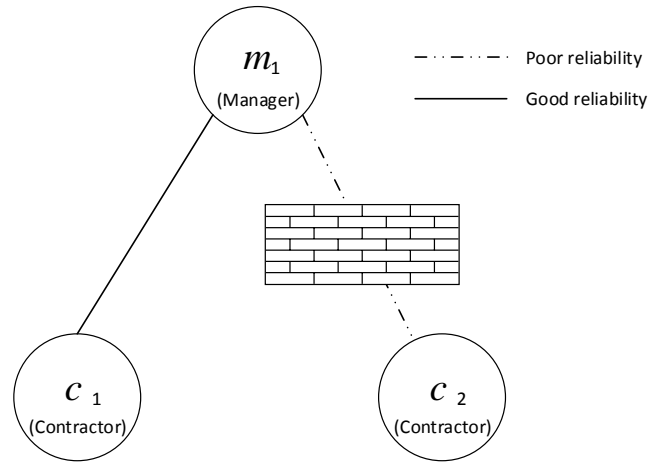 m1
(Manager)
Poor reliability
Good reliability
c 1
(Contractor)
c 2
(Contractor)